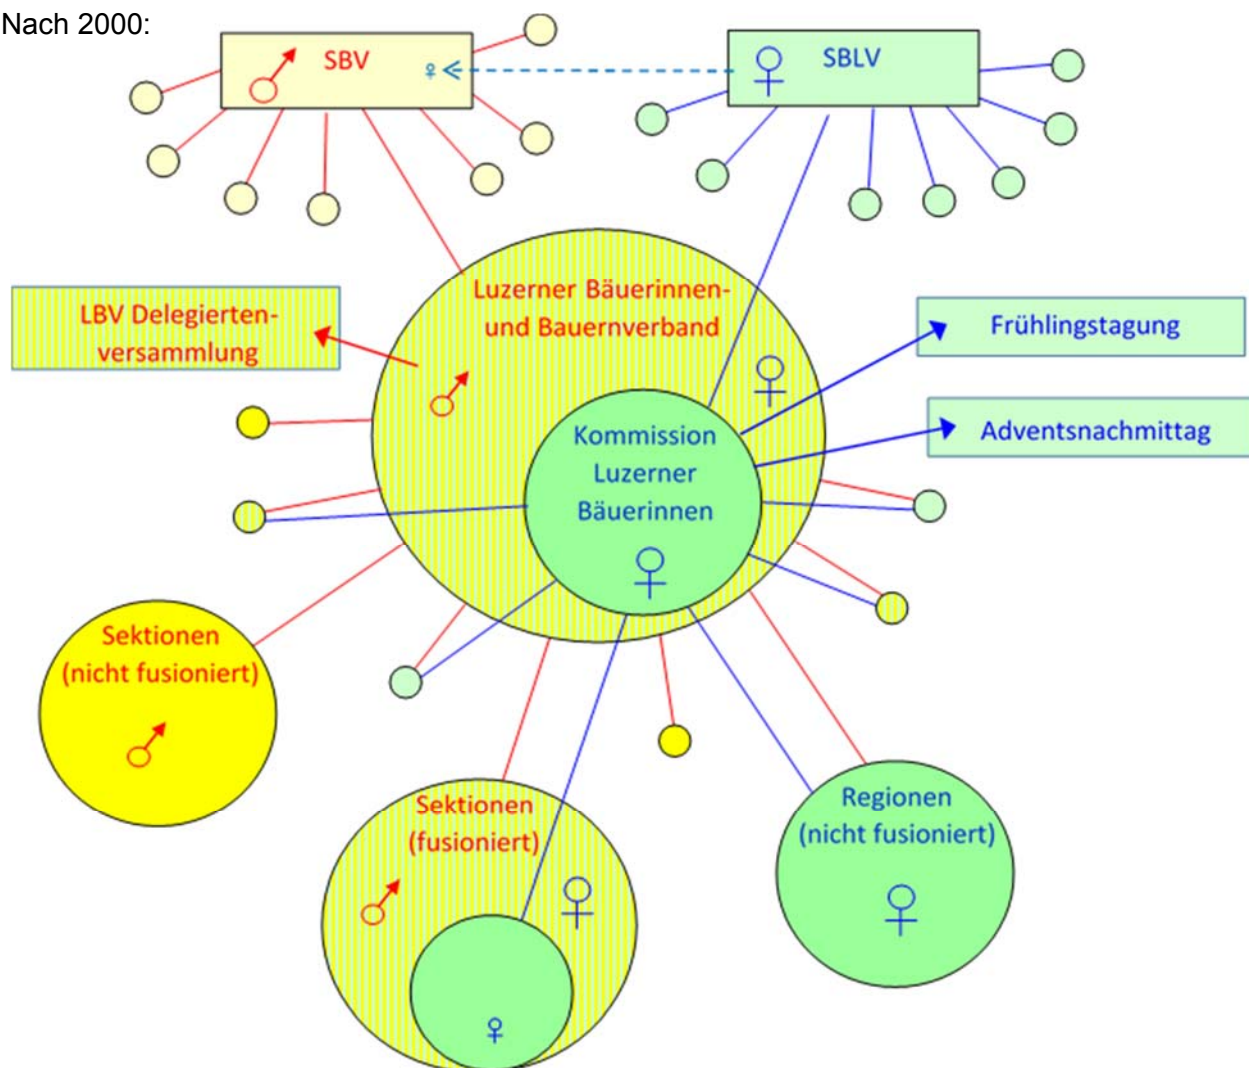 Nach 2000:
SBV
SBLV
Luzerner Bäuerinnen-
und Bauernverband
LBV Delegierten-
versammlung
Frühlingstagung
Adventsnachmittag
Kommission
Luzerner
Bäuerinnen
Sektionen
(nicht fusioniert)
Sektionen
(fusioniert)
Regionen
(nicht fusioniert)